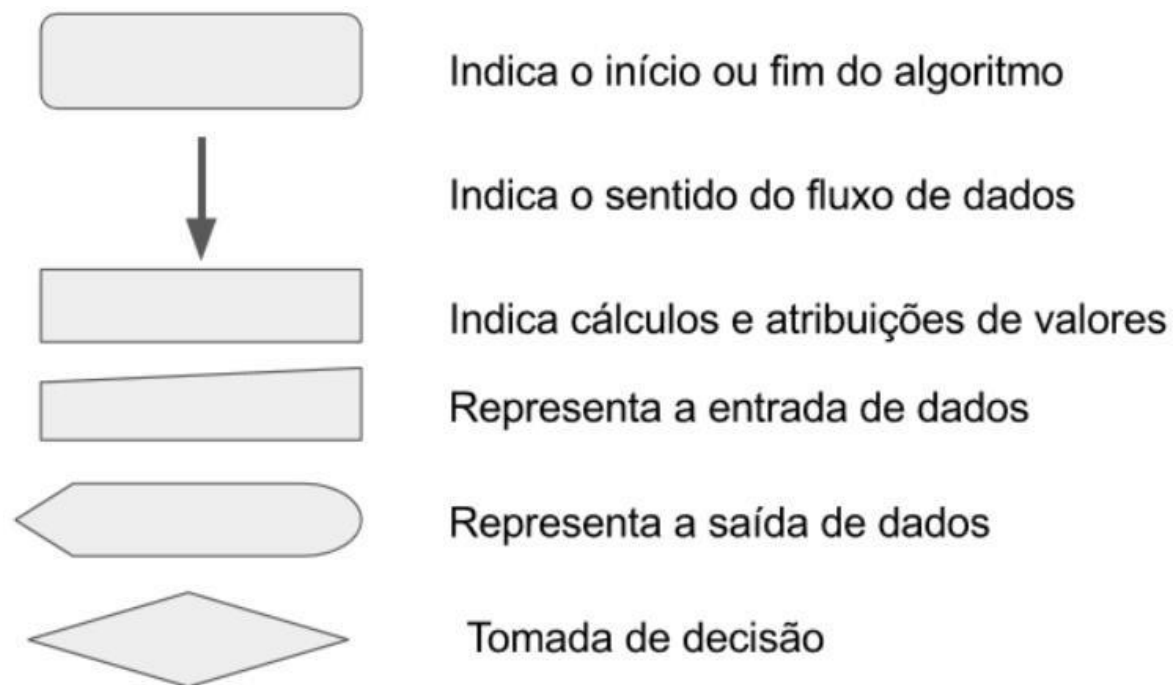 Indica o início ou fim do algoritmo
Indica o sentido do fluxo de dados
Indica cálculos e atribuições de valores
Representa a entrada de dados
Representa a saída de dados
Tomada de decisão